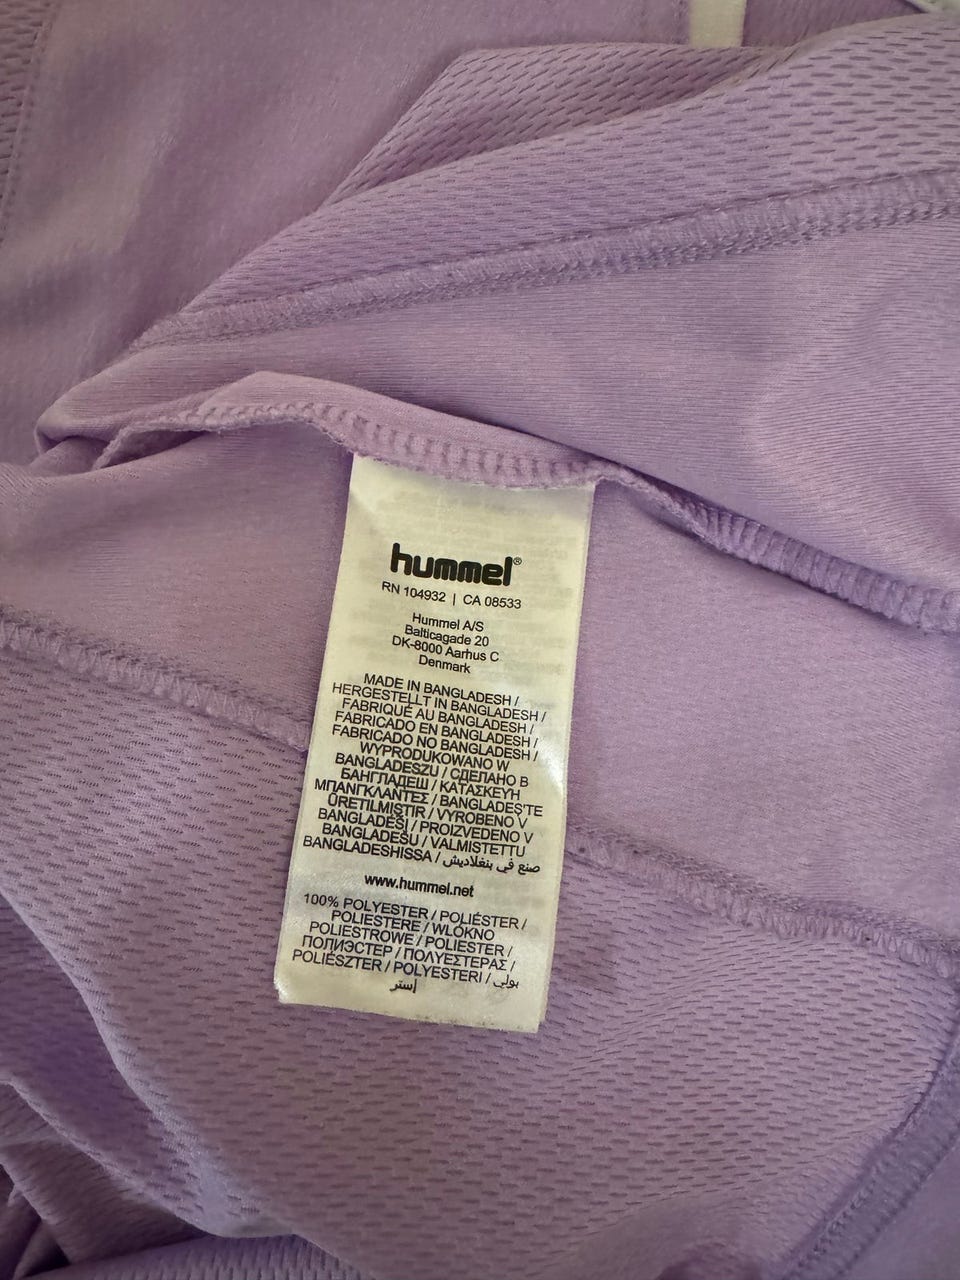 hummel®
RN 104932 | CA 08533
Hummel A/S
Balticagade 20
DK-8000 Aarhus C
Denmark
MADE IN BANGLADESH /
HERGESTELLT IN BANGLADESH /
FABRIQUÉ AU BANGLADESH /
FABRICADO EN BANGLADESH /
FABRICADO NO BANGLADESH /
WYPRODUKOWANO W
BANGLADESZU / СДЕЛАНО В
БАНГЛАДЕШ / ΚΑΤΑΣΚΕΥΗ
ΜΠΑΝΓΚΛΑΝΤΕΣ / BANGLADEŞ'TE
ÜRETILMIŞTIR / VYROBENO V
BANGLADÉŠI / PROIZVEDENO V
BANGLADEŠU / VALMISTETTU
BANGLADESHISSA / صنع في بنغلاديش
www.hummel.net
100% POLYESTER / POLIÉSTER /
POLIESTERE / WLÓKNO
POLIESTROWE / POLIESTER /
ПОЛИЭСТЕР / ΠΟΛΥΕΣΤΕΡΑΣ /
POLIÉSZTER / POLYESTERI / بولي
إستر